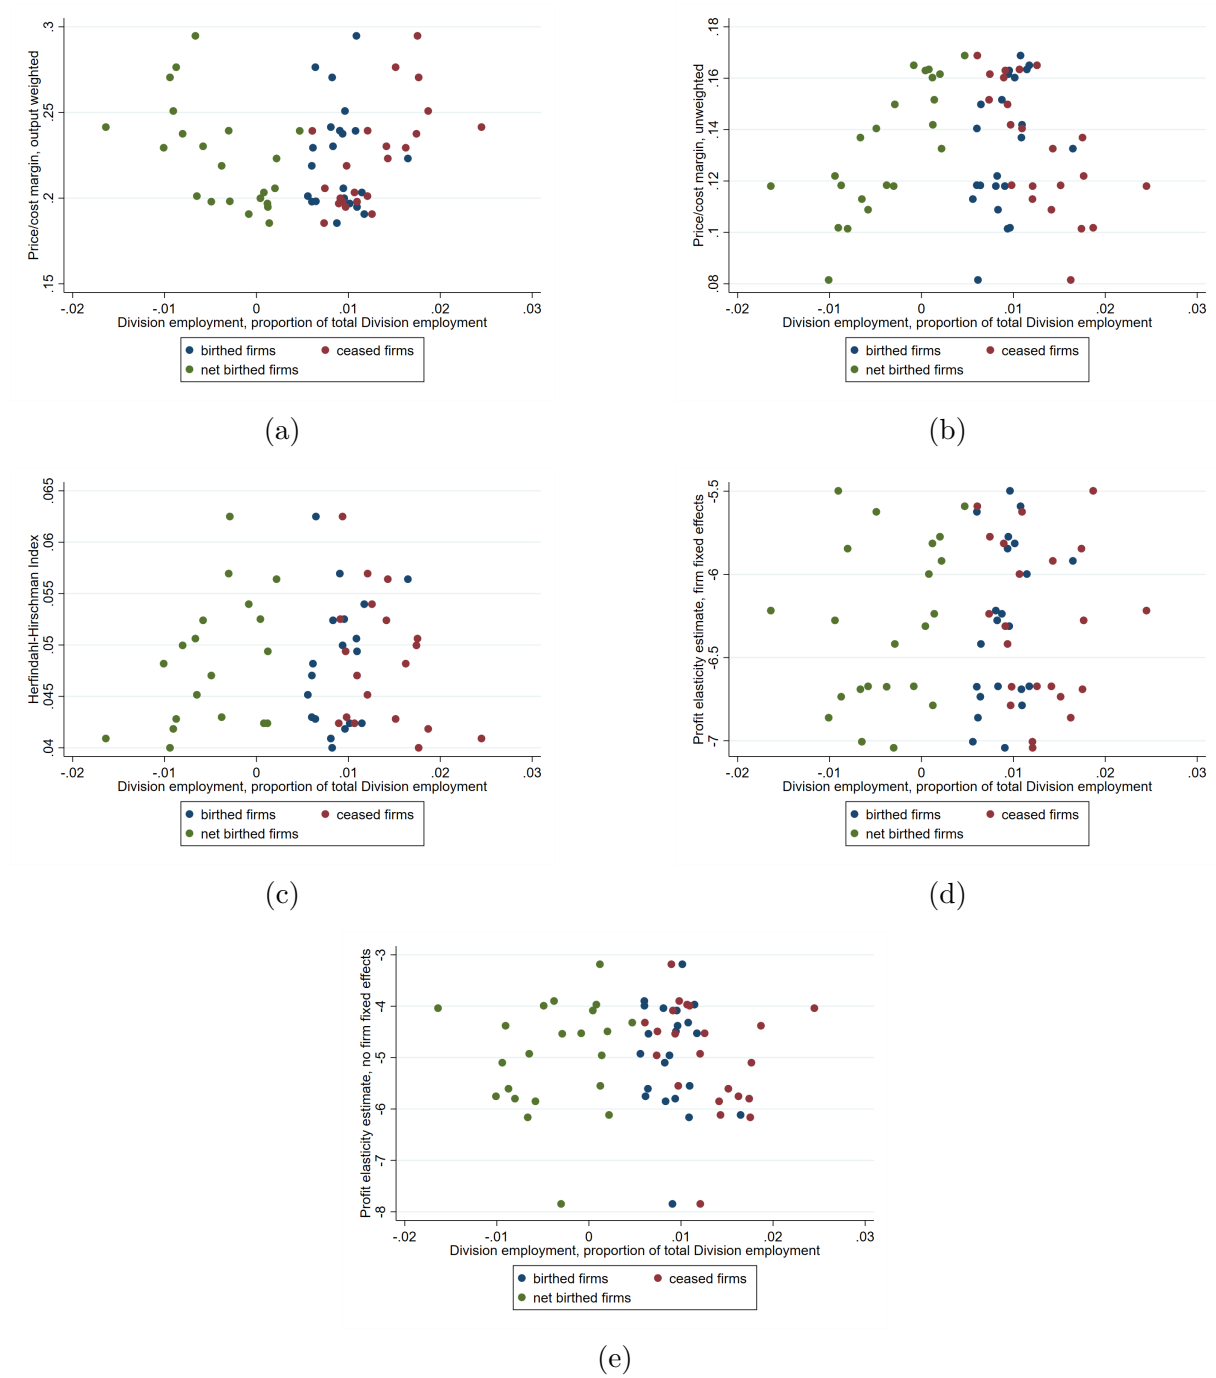 Price/cost margin, output weighted
.3
.25
.2
.15
-.02 -.01 0 .01 .02 .03
Division employment, proportion of total Division employment
birthed firms ceased firms
net birthed firms
(a)
Price/cost margin, unweighted
.18
.16
.14
.12
.1
.08
-.02 -.01 0 .01 .02 .03
Division employment, proportion of total Division employment
birthed firms ceased firms
net birthed firms
(b)
Herfindahl-Hirschman Index
.065
.06
.055
.05
.045
.04
-.02 -.01 0 .01 .02 .03
Division employment, proportion of total Division employment
birthed firms ceased firms
net birthed firms
(c)
Profit elasticity estimate, firm fixed effects
-5.5
-6
-6.5
-7
-.02 -.01 0 .01 .02 .03
Division employment, proportion of total Division employment
birthed firms ceased firms
net birthed firms
(d)
Profit elasticity estimate, no firm fixed effects
-3
-4
-5
-6
-7
-8
-.02 -.01 0 .01 .02 .03
Division employment, proportion of total Division employment
birthed firms ceased firms
net birthed firms
(e)